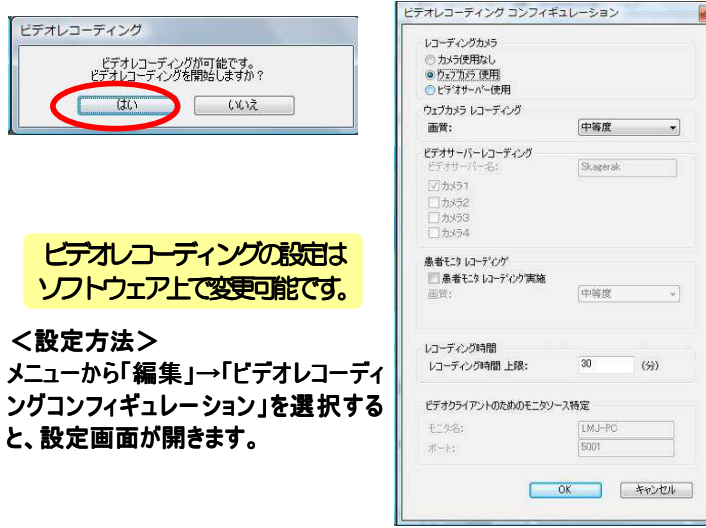 ビデオレコーディング
ビデオレコーディングが可能です。
ビデオレコーディングを開始しますか？
はい
いいえ
ビデオレコーディングの設定は
ソフトウェア上で変更可能です。
＜設定方法＞
メニューから「編集」→「ビデオレコーディ
ングコンフィギュレーション」を選択する
と、設定画面が開きます。
ビデオレコーディング コンフィギュレーション
レコーディングカメラ
カメラ使用なし
ウェブカメラ 使用
ビデオサーバー使用
ウェブカメラ レコーディング
画質: 中等度
ビデオサーバーレコーディング
ビデオサーバー名: Skagerak
カメラ1
カメラ2
カメラ3
カメラ4
患者モニタ レコーディング
患者モニタ レコーディング実施
画質: 中等度
レコーディング時間
レコーディング時間 上限: 30 (分)
ビデオクライアントのためのモニタソース特定
モニタ名: LMJ-PC
ポート: 5001
OK
キャンセル